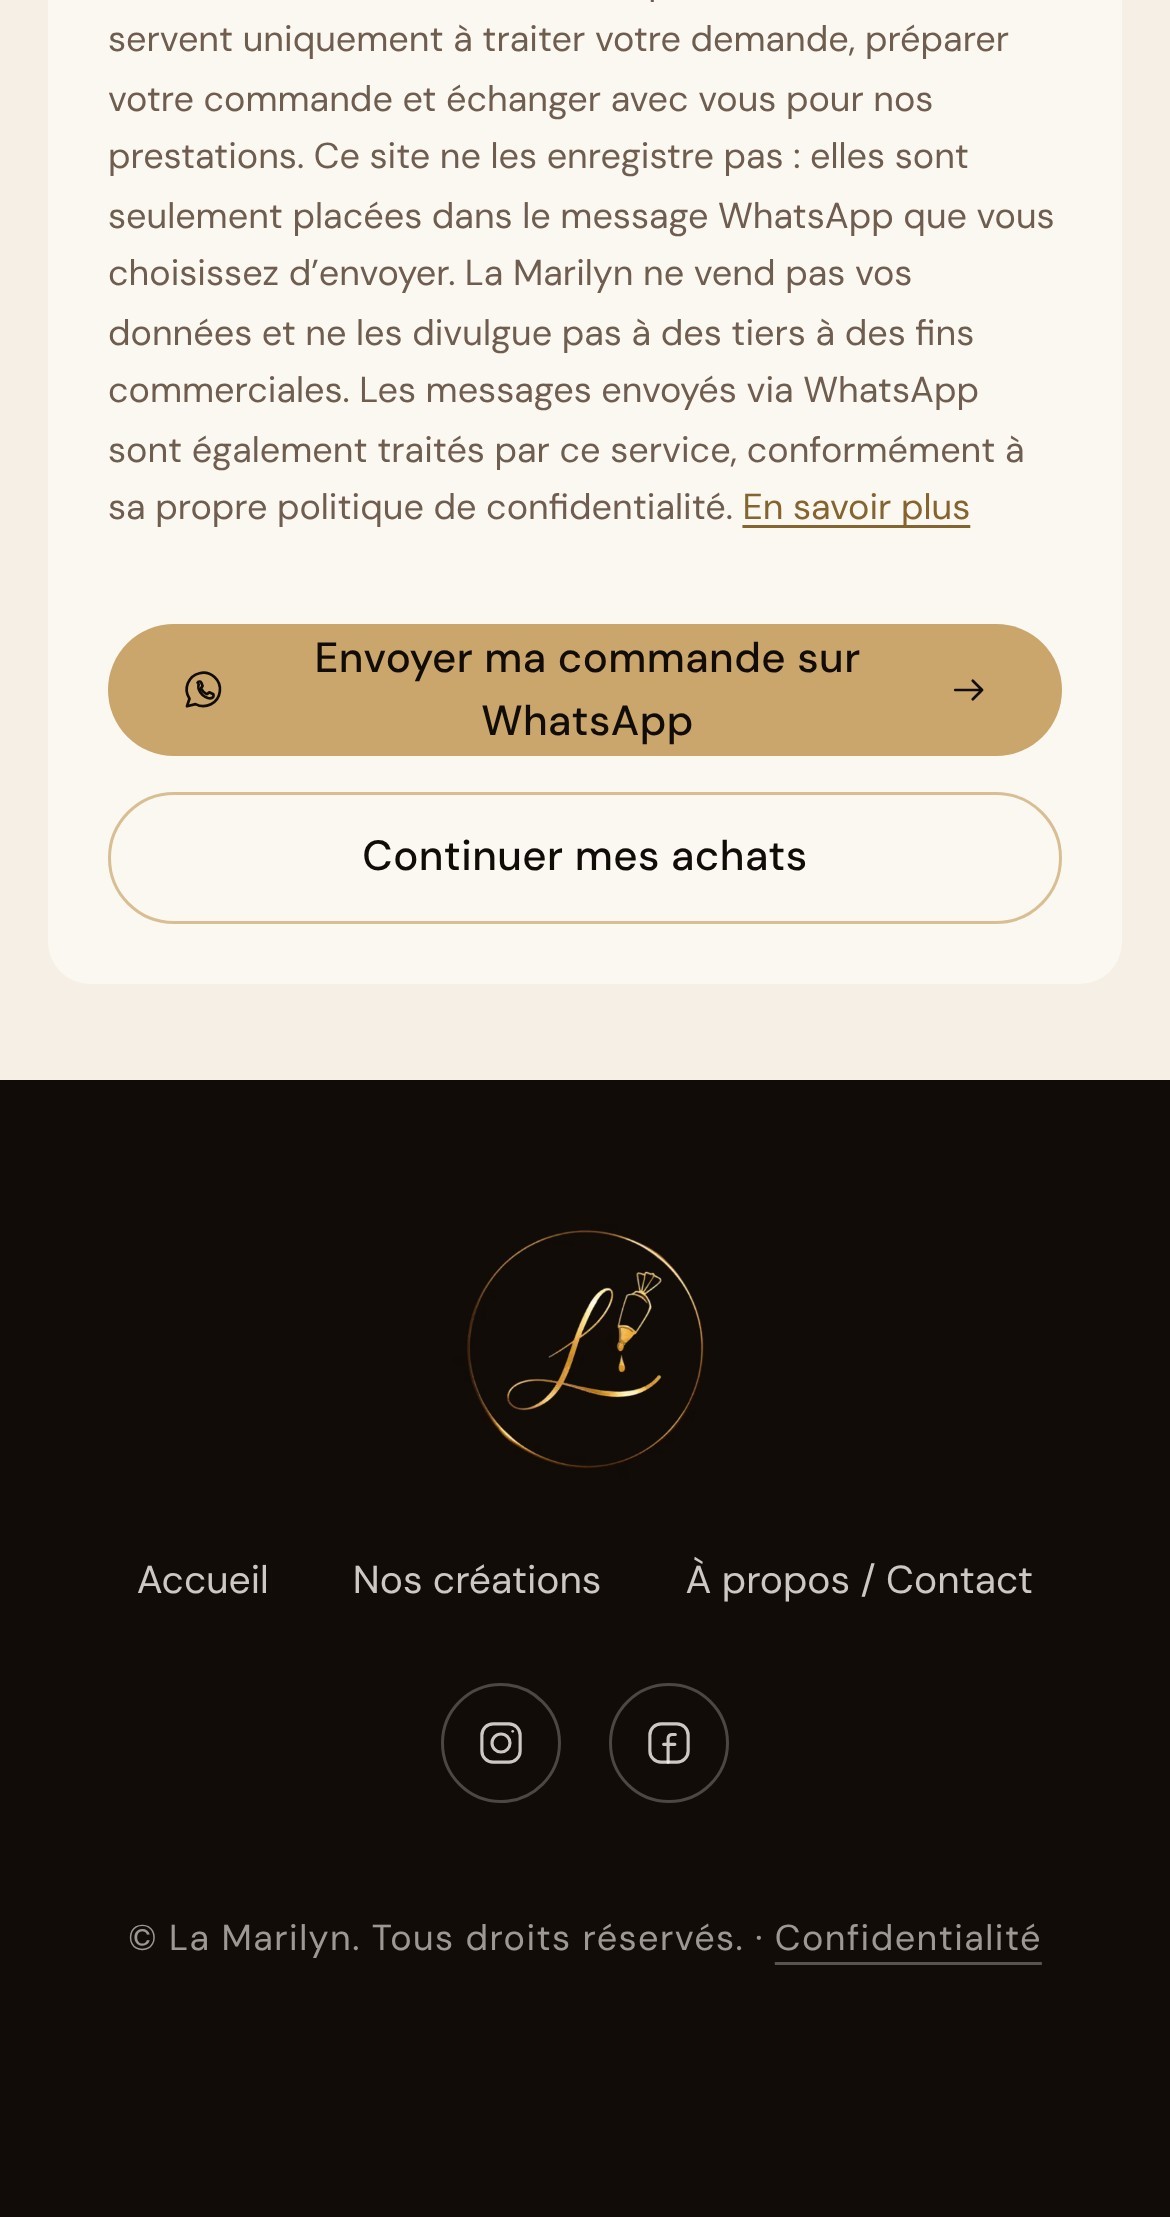 servent uniquement à traiter votre demande, préparer
votre commande et échanger avec vous pour nos
prestations. Ce site ne les enregistre pas : elles sont
seulement placées dans le message WhatsApp que vous
choisissez d’envoyer. La Marilyn ne vend pas vos
données et ne les divulgue pas à des tiers à des fins
commerciales. Les messages envoyés via WhatsApp
sont également traités par ce service, conformément à
sa propre politique de confidentialité. En savoir plus
Envoyer ma commande sur
WhatsApp
Continuer mes achats
L
Accueil Nos créations À propos / Contact
© La Marilyn. Tous droits réservés. · Confidentialité